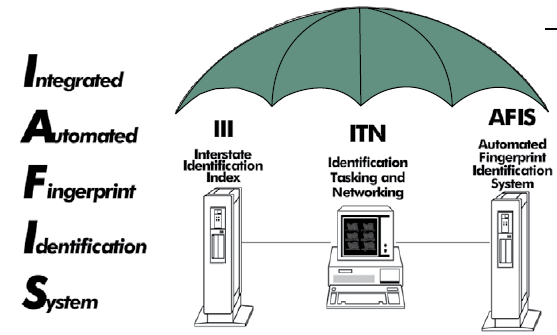 Integrated
Automated
Fingerprint
Identification
System
III
Interstate
Identification
Index
ITN
Identification
Tasking and
Networking
AFIS
Automated
Fingerprint
Identification
System